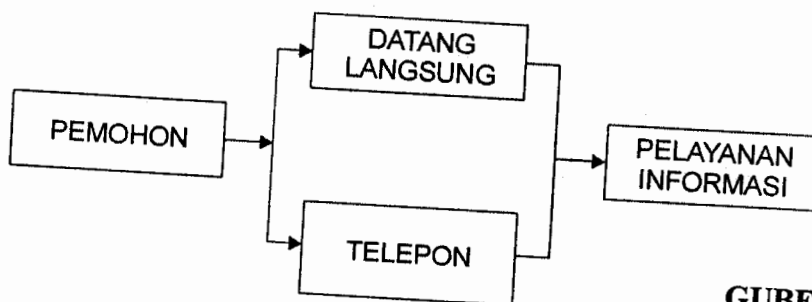 PEMOHON
DATANG
LANGSUNG
TELEPON
PELAYANAN
INFORMASI